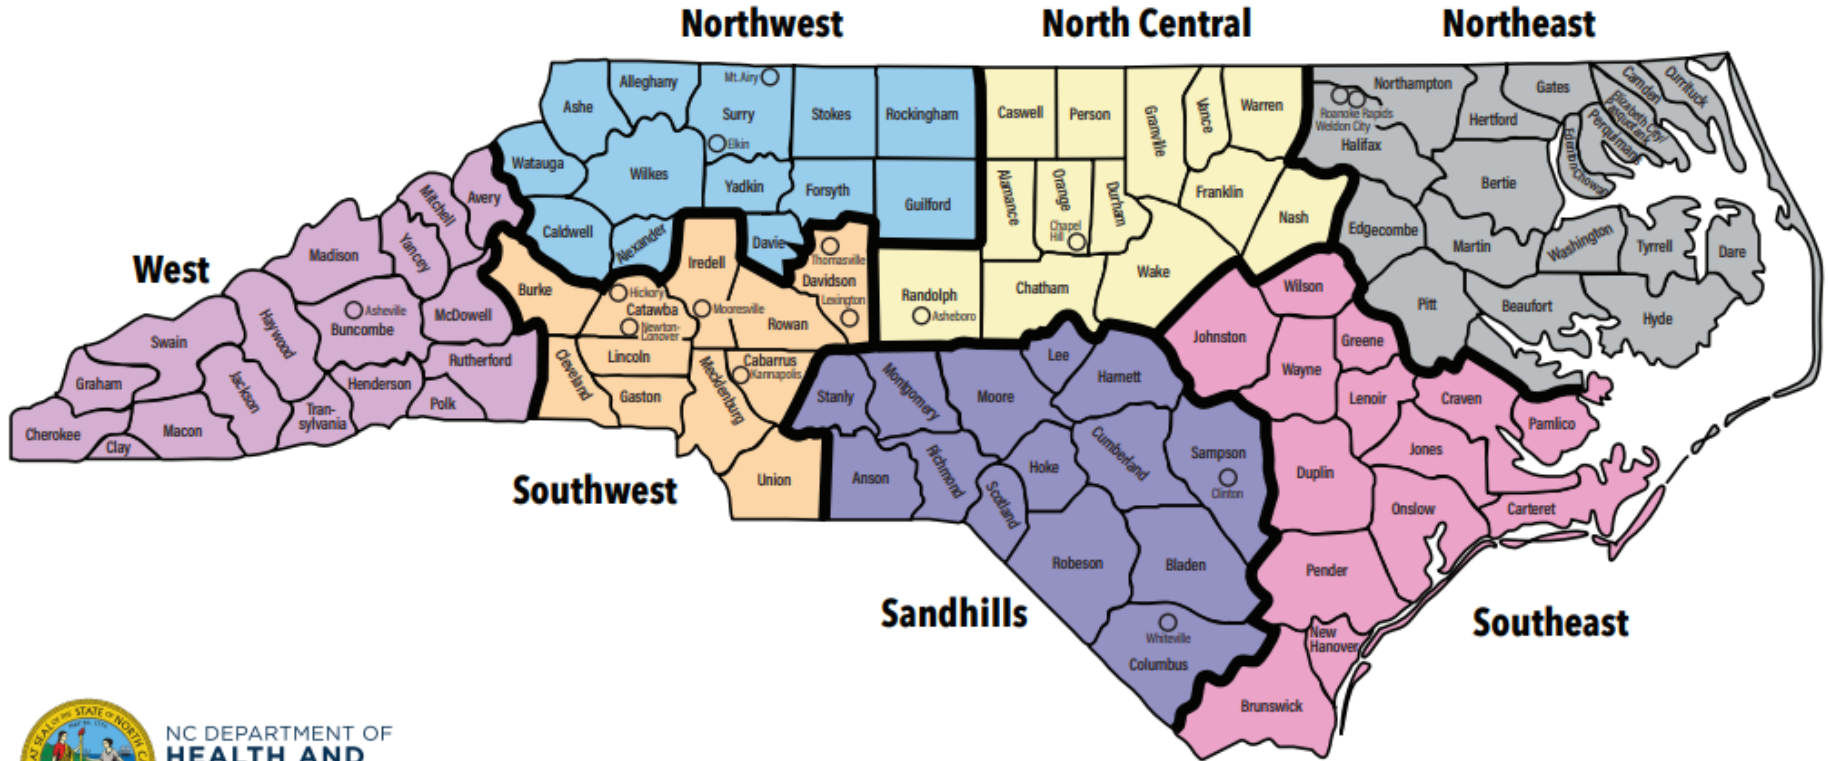 Northwest
North Central
Northeast
West
Southwest
Sandhills
Southeast
Ashe
Alleghany
Mt. Airy
Surry
Elkin
Stokes
Rockingham
Watauga
Wilkes
Yadkin
Forsyth
Guilford
Caldwell
Alexander
Davie
Caswell
Person
Granville
Vance
Warren
Alamance
Orange
Chapel
Hill
Durham
Franklin
Nash
Wake
Chatham
Randolph
Asheboro
Northampton
Roanoke Rapids
Weldon City
Halifax
Hertford
Gates
Camden
Currituck
Elizabeth City/
Pasquotank
Perquimans
Edenton
Chowan
Bertie
Edgecombe
Martin
Washington
Tyrrell
Dare
Pitt
Beaufort
Hyde
Avery
Mitchell
Yancey
Madison
McDowell
Asheville
Buncombe
Haywood
Swain
Graham
Cherokee
Clay
Macon
Jackson
Tran-
sylvania
Henderson
Polk
Rutherford
Burke
Hickory
Catawba
Newton-
Conover
Iredell
Mooresville
Thomasville
Davidson
Lexington
Rowan
Cleveland
Lincoln
Gaston
Mecklenburg
Cabarrus
Kannapolis
Union
Stanly
Montgomery
Moore
Lee
Harnett
Anson
Richmond
Scotland
Hoke
Cumberland
Sampson
Clinton
Robeson
Bladen
Whiteville
Columbus
Wilson
Johnston
Greene
Wayne
Lenoir
Craven
Pamlico
Jones
Duplin
Onslow
Carteret
Pender
New
Hanover
Brunswick
NC DEPARTMENT OF
HEALTH AND